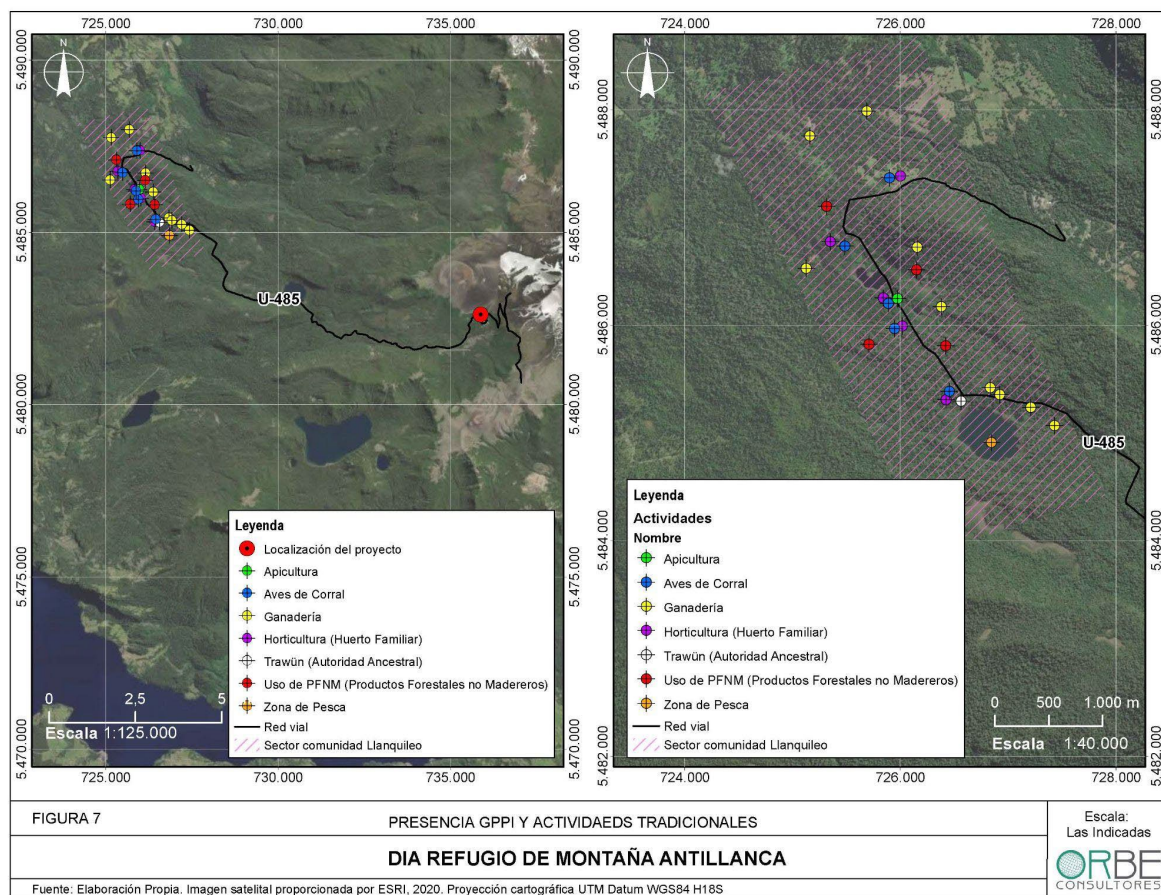 725.000 730.000 735.000
N
5.490.000 5.490.000
5.485.000 5.485.000
U-485
5.480.000 5.480.000
5.475.000 5.475.000
5.470.000 5.470.000
Leyenda
Localización del proyecto
Apicultura
Aves de Corral
Ganadería
Horticultura (Huerto Familiar)
Trawün (Autoridad Ancestral)
Uso de PFNM (Productos Forestales no Madereros)
Zona de Pesca
Red vial
Sector comunidad Llanquileo
0 2,5 5
Escala 1:125.000
725.000 730.000 735.000
724.000 726.000 728.000
N
5.488.000 5.488.000
5.486.000 5.486.000
U-485
5.484.000 5.484.000
5.482.000 5.482.000
Leyenda
Actividades
Nombre
Apicultura
Aves de Corral
Ganadería
Horticultura (Huerto Familiar)
Trawün (Autoridad Ancestral)
Uso de PFNM (Productos Forestales no Madereros)
Zona de Pesca
Red vial
Sector comunidad Llanquileo
0 500 1.000 m
Escala 1:40.000
724.000 726.000 728.000
FIGURA 7
PRESENCIA GPPI Y ACTIVIDAEDS TRADICIONALES
DIA REFUGIO DE MONTAÑA ANTILLANCA
Fuente: Elaboración Propia. Imagen satelital proporcionada por ESRI, 2020. Proyección cartográfica UTM Datum WGS84 H18S
Escala:
Las Indicadas
ORBE
CONSULTORES